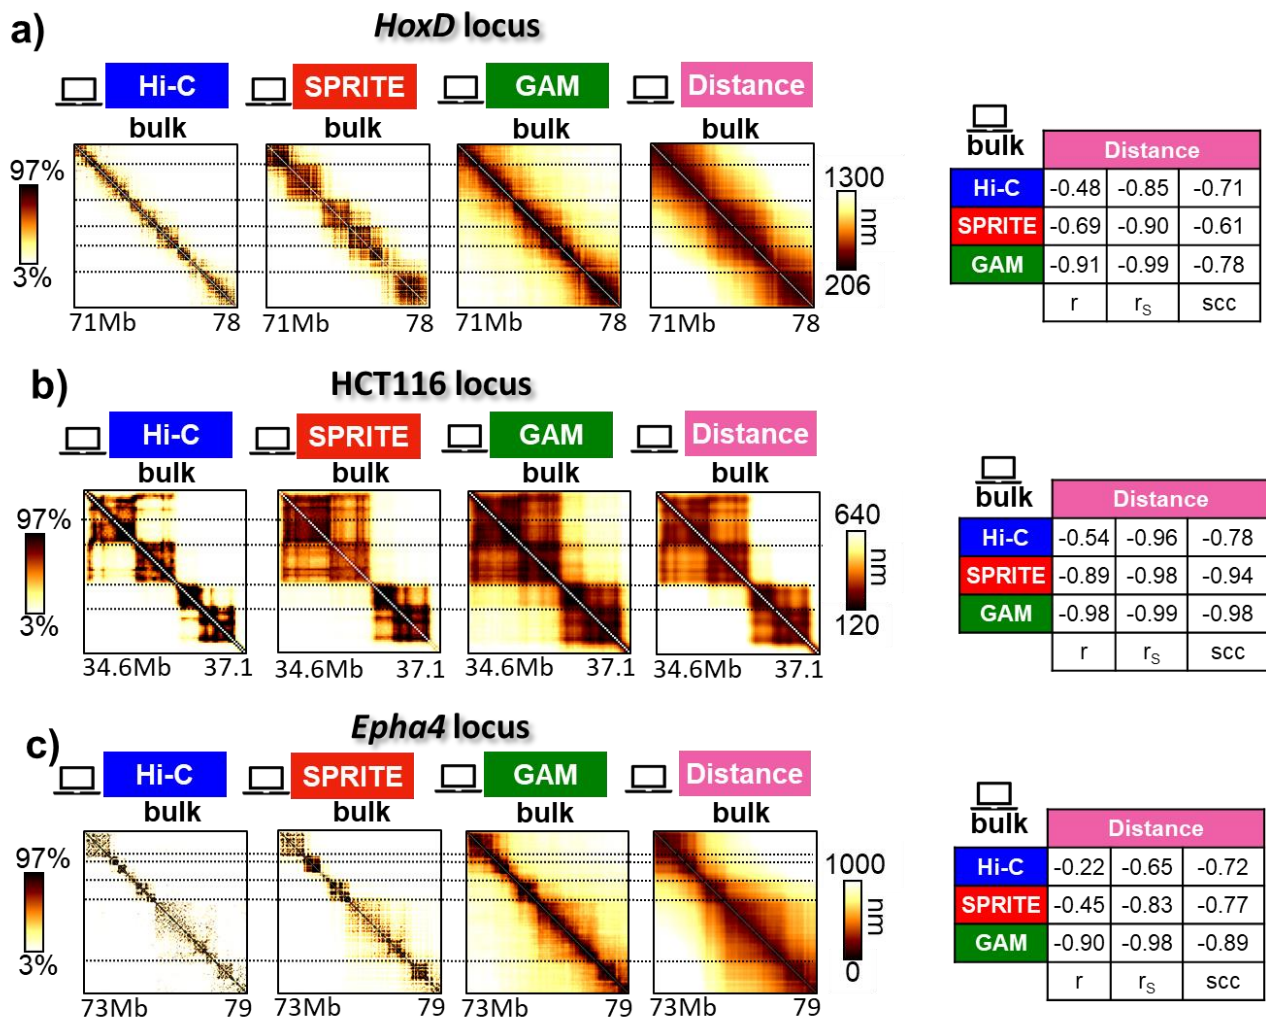 a)
HoxD locus
Hi-C SPRITE GAM Distance
bulk bulk bulk bulk
97%
3%
1300
nm
206
71Mb 78 71Mb 78 71Mb 78 71Mb 78
bulk
Distance
Hi-C -0.48 -0.85 -0.71
SPRITE -0.69 -0.90 -0.61
GAM -0.91 -0.99 -0.78
r rS scc
b)
HCT116 locus
Hi-C SPRITE GAM Distance
bulk bulk bulk bulk
97%
3%
640
nm
120
34.6Mb 37.1 34.6Mb 37.1 34.6Mb 37.1 34.6Mb 37.1
bulk
Distance
Hi-C -0.54 -0.96 -0.78
SPRITE -0.89 -0.98 -0.94
GAM -0.98 -0.99 -0.98
r rS scc
c)
Epha4 locus
Hi-C SPRITE GAM Distance
bulk bulk bulk bulk
97%
3%
1000
nm
0
73Mb 79 73Mb 79 73Mb 79 73Mb 79
bulk
Distance
Hi-C -0.22 -0.65 -0.72
SPRITE -0.45 -0.83 -0.77
GAM -0.90 -0.98 -0.89
r rS scc